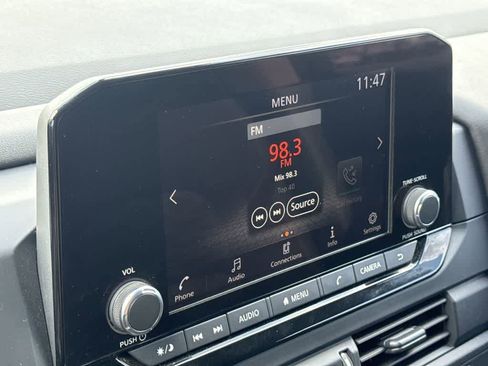 11:47
MENU
FM
98.3
FM
Mix 98.3
Top 40
Source
Phone
Audio
Connections
Info
Settings
TUNE·SCROLL
PUSH SOUND
VOL
PUSH
AUDIO
MENU
CAMERA